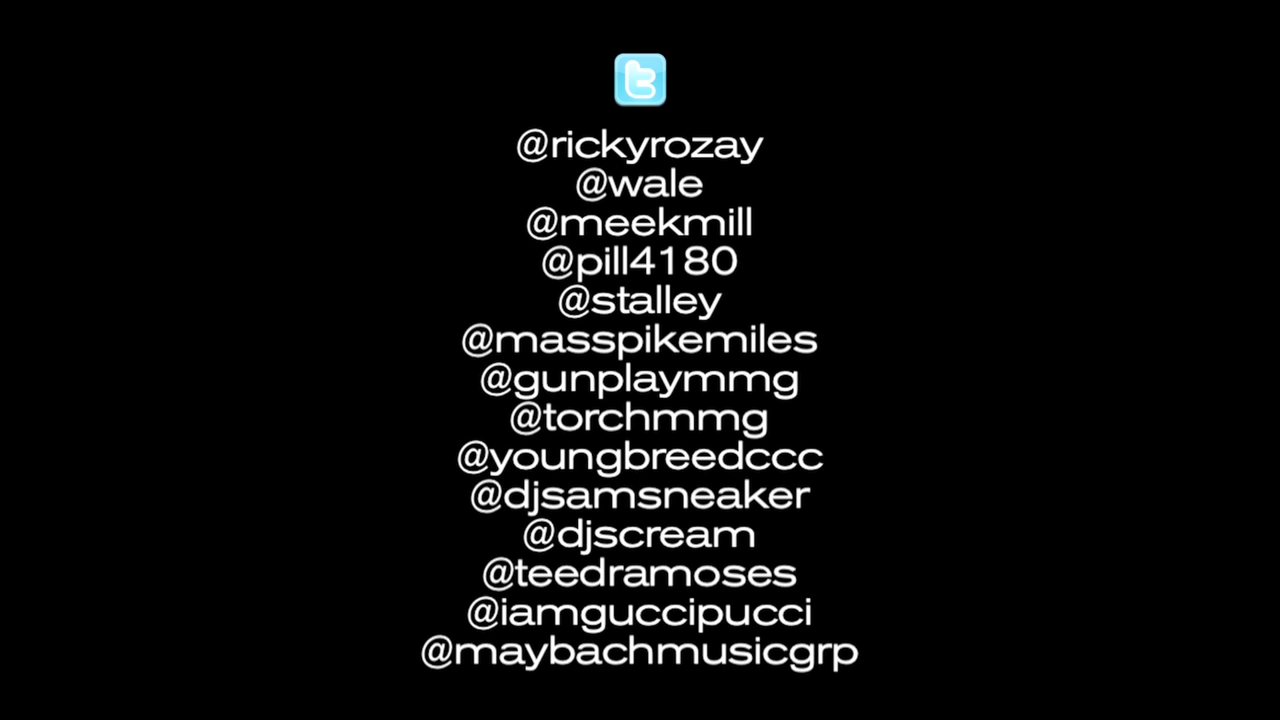 @rickyrozay
@wale
@meekmill
@pill4180
@stalley
@masspikemiles
@gunplaymmg
@torchmmg
@youngbreedccc
@djsamsneaker
@djscream
@teedramoses
@iamguccipucci
@maybachmusicgrp